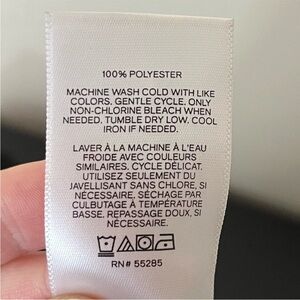 100% POLYESTER
MACHINE WASH COLD WITH LIKE
COLORS. GENTLE CYCLE. ONLY
NON-CHLORINE BLEACH WHEN
NEEDED. TUMBLE DRY LOW. COOL
IRON IF NEEDED.
LAVER À LA MACHINE À L'EAU
FROIDE AVEC COULEURS
SIMILAIRES. CYCLE DÉLICAT.
UTILISEZ SEULEMENT DU
JAVELLISANT SANS CHLORE, SI
NÉCESSAIRE. SÉCHAGE PAR
CULBUTAGE À TEMPÉRATURE
BASSE. REPASSAGE DOUX, SI
NÉCESSAIRE.
RN# 55285